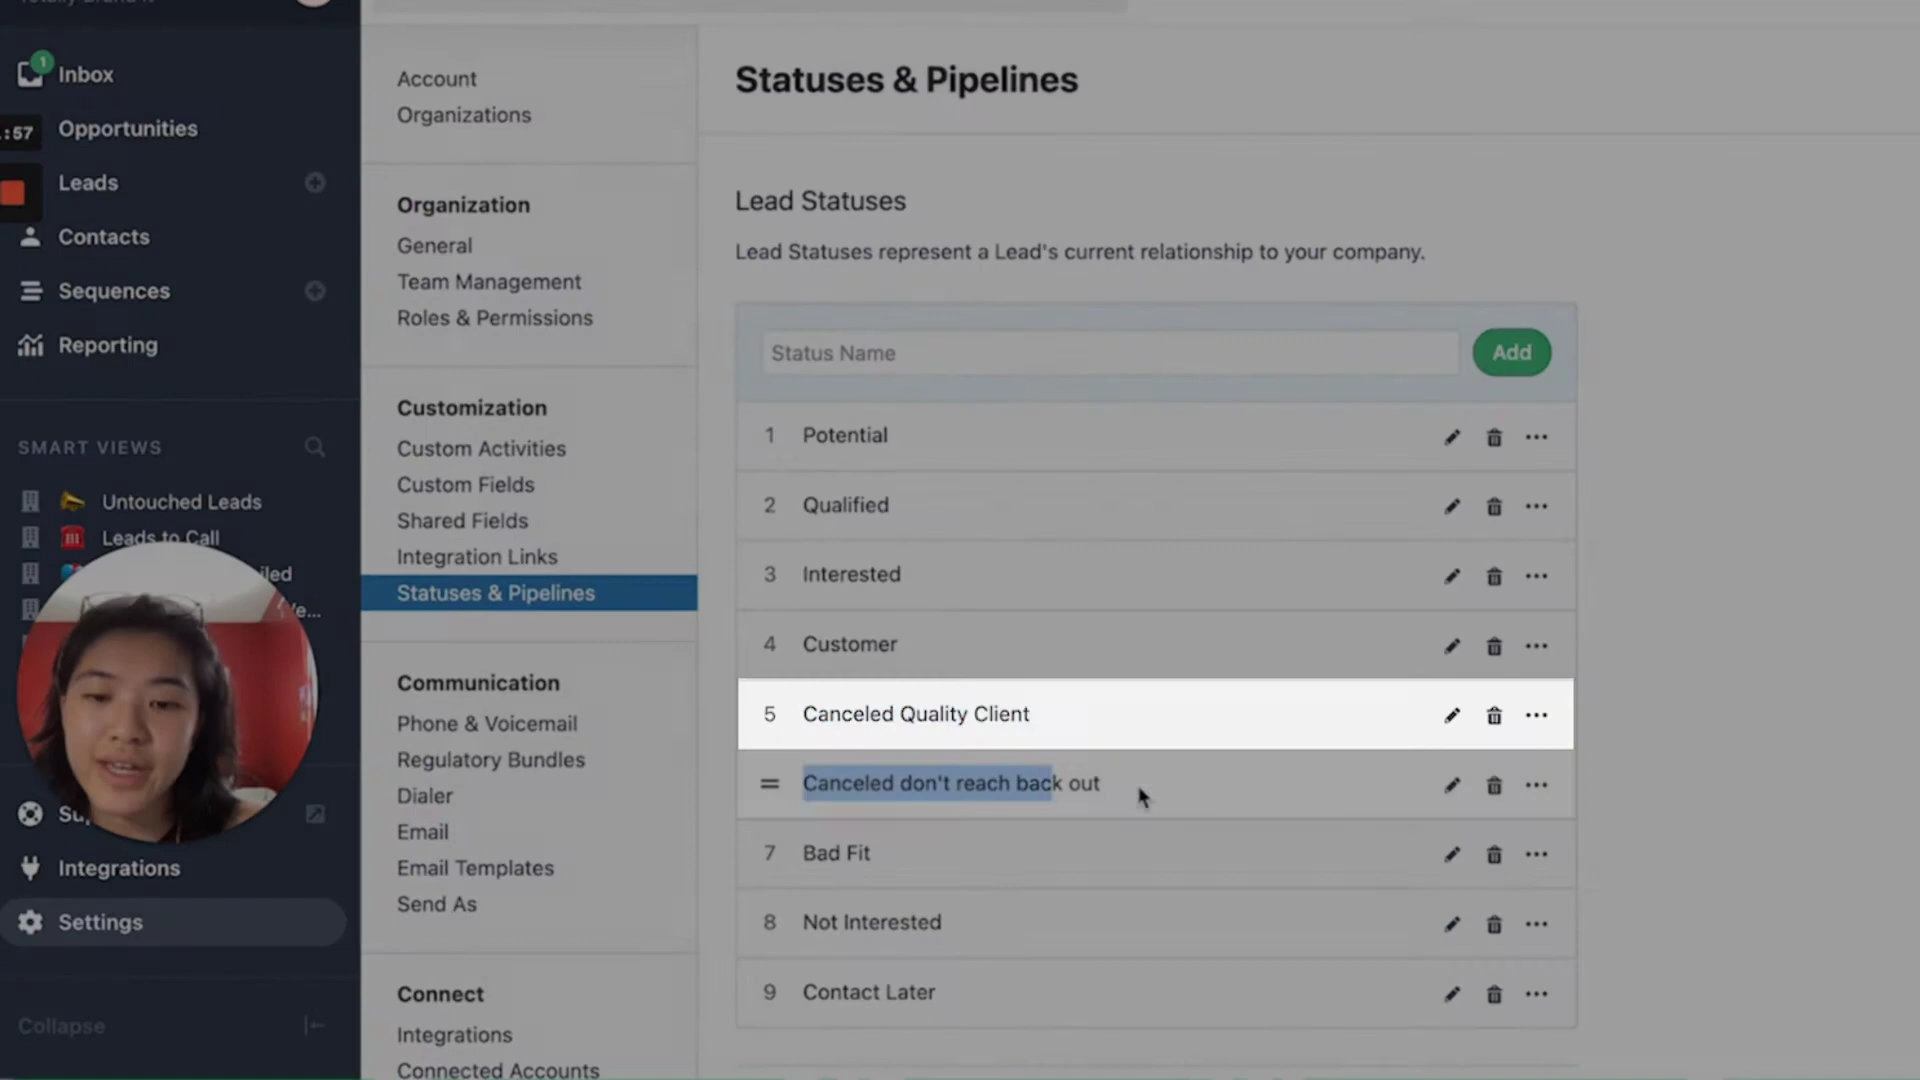 1
Inbox
:57
Opportunities
Leads
Contacts
Sequences
Reporting
SMART VIEWS
Untouched Leads
Leads to Call
iled
Collapse
Integrations
Settings
Account
Organizations
Organization
General
Team Management
Roles & Permissions
Customization
Custom Activities
Custom Fields
Shared Fields
Integration Links
Statuses & Pipelines
Communication
Phone & Voicemail
Regulatory Bundles
Dialer
Email
Email Templates
Send As
Connect
Integrations
Connected Accounts
Statuses & Pipelines
Lead Statuses
Lead Statuses represent a Lead's current relationship to your company.
Status Name
Add
1 Potential
2 Qualified
3 Interested
4 Customer
5 Canceled Quality Client
Canceled don't reach back out
7 Bad Fit
8 Not Interested
9 Contact Later